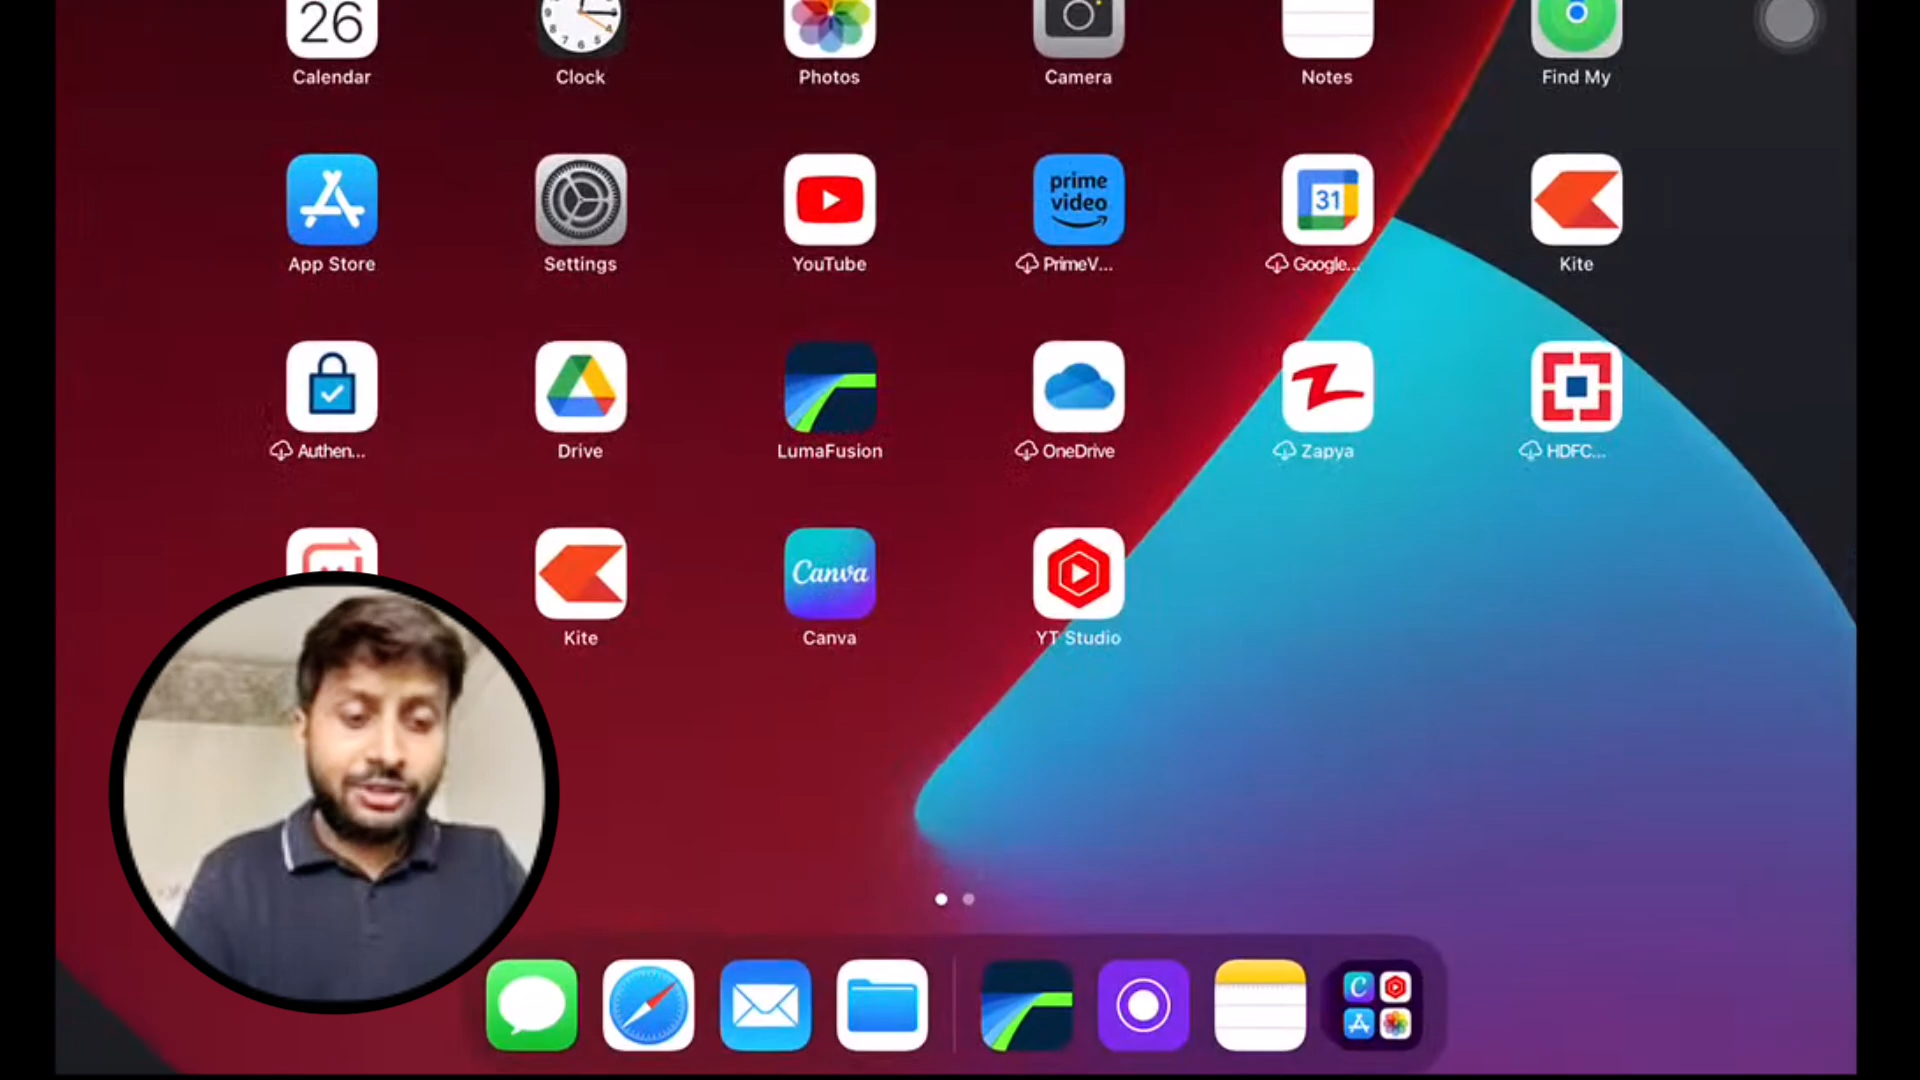 26
Calendar
Clock
Photos
Camera
Notes
Find My
prime
video
31
App Store
Settings
YouTube
PrimeV...
Google...
Kite
Authen...
Drive
LumaFusion
OneDrive
Zapya
HDFC...
Canva
Kite
Canva
YT Studio